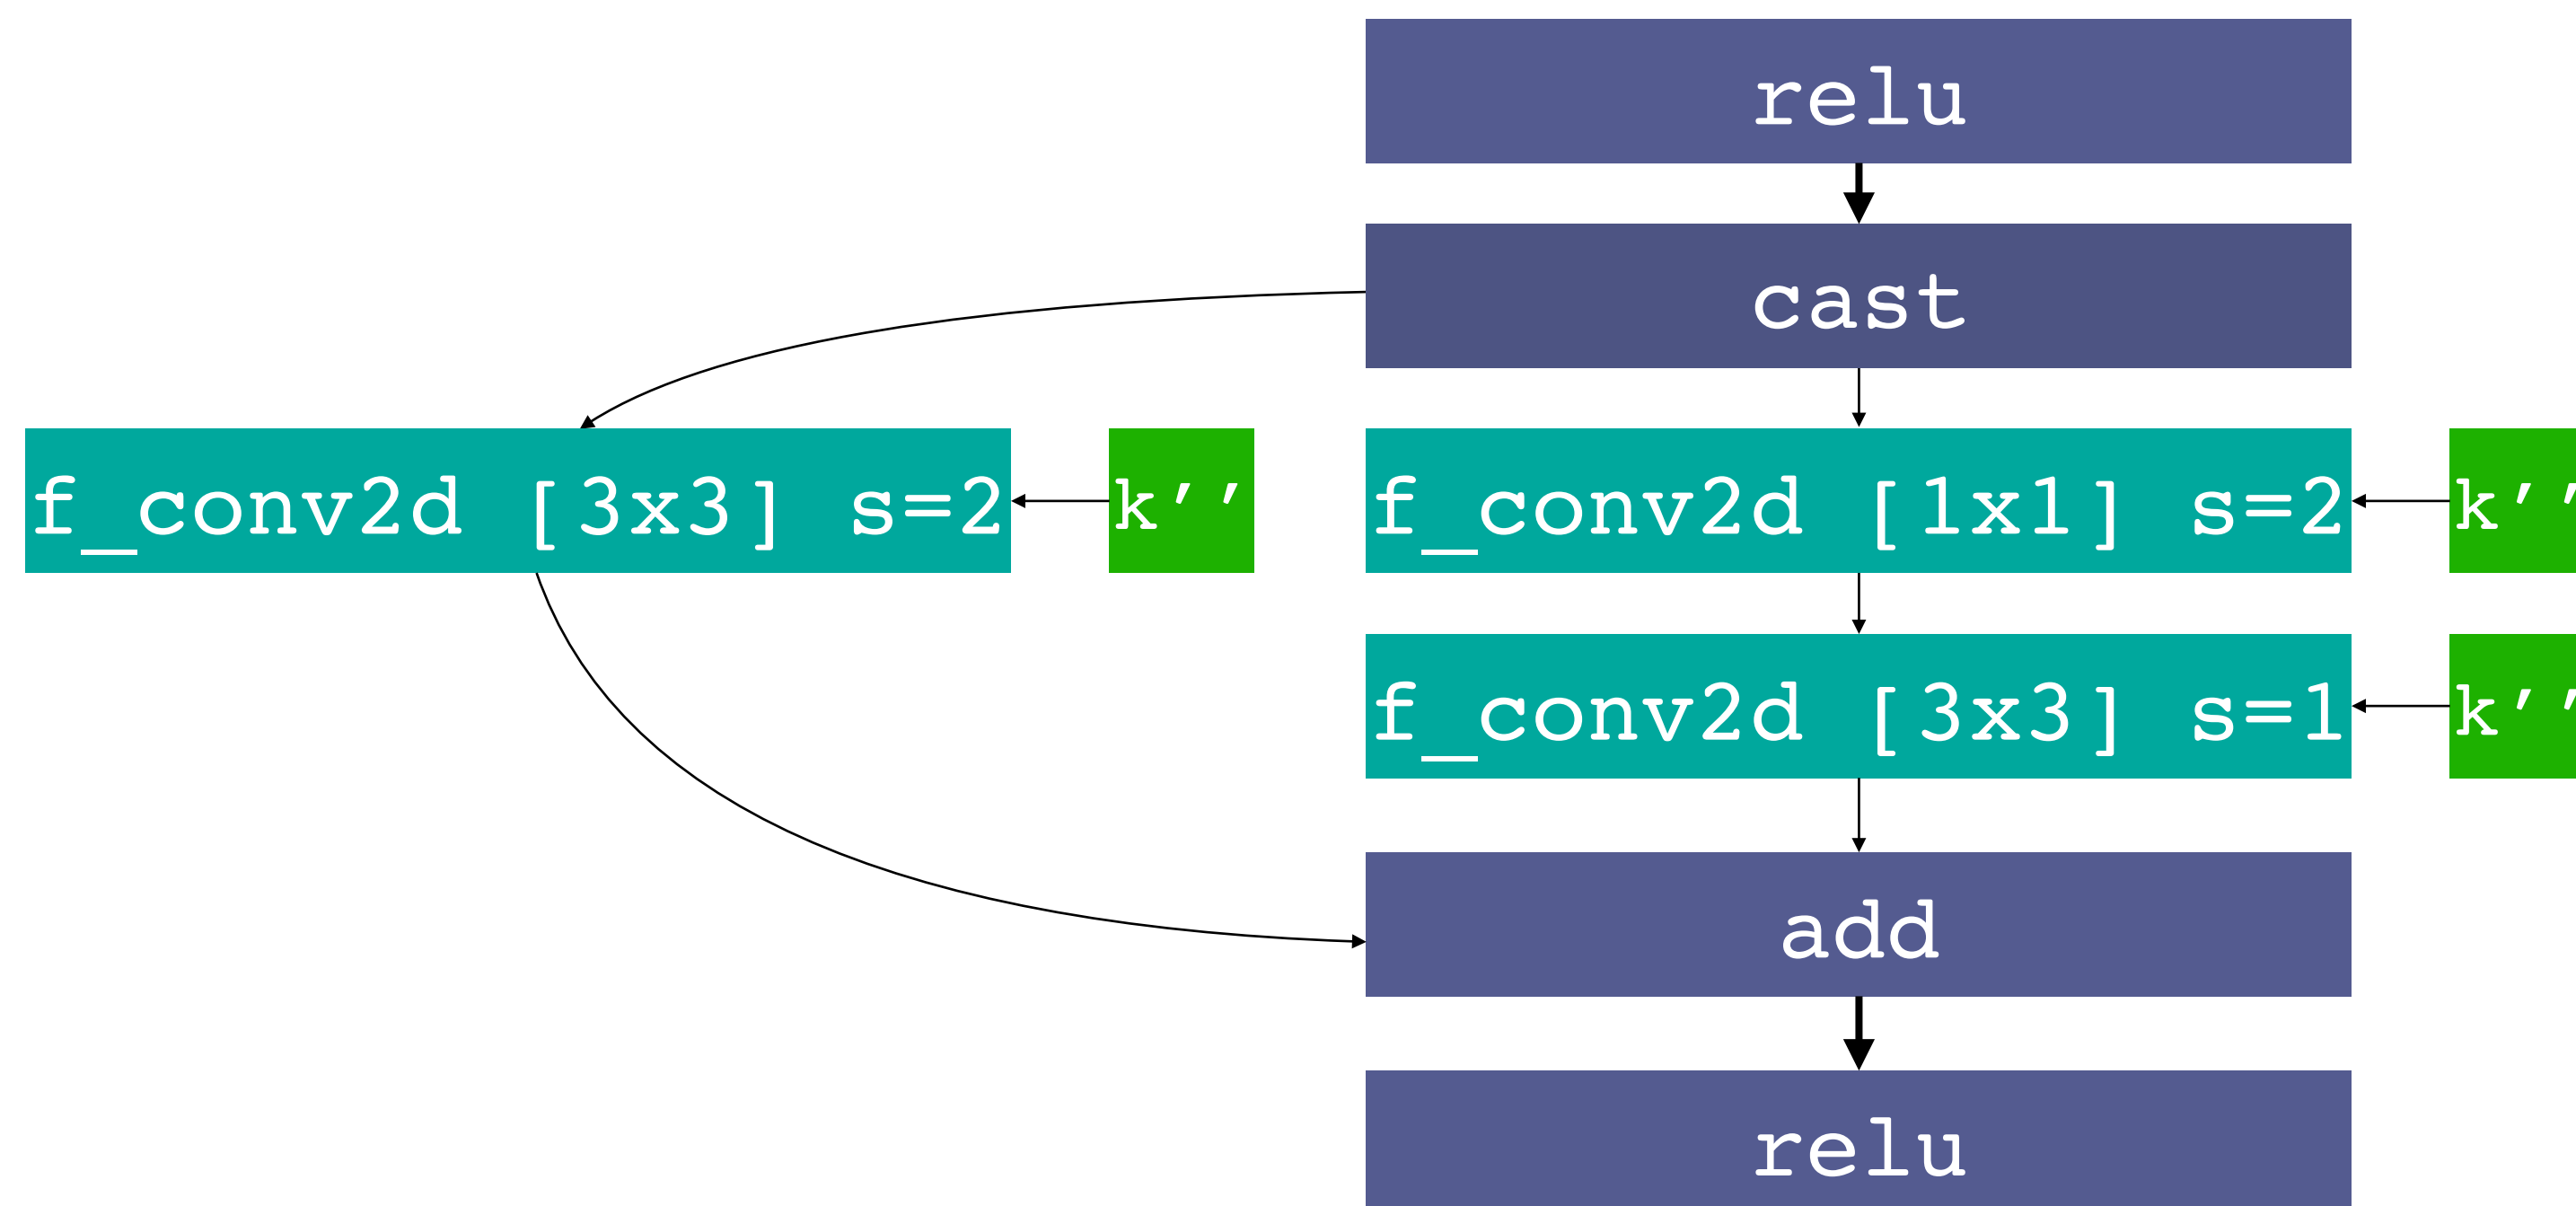 relu
cast
f_conv2d [3x3] s=2
k''
f_conv2d [1x1] s=2
k''
f_conv2d [3x3] s=1
k''
add
relu